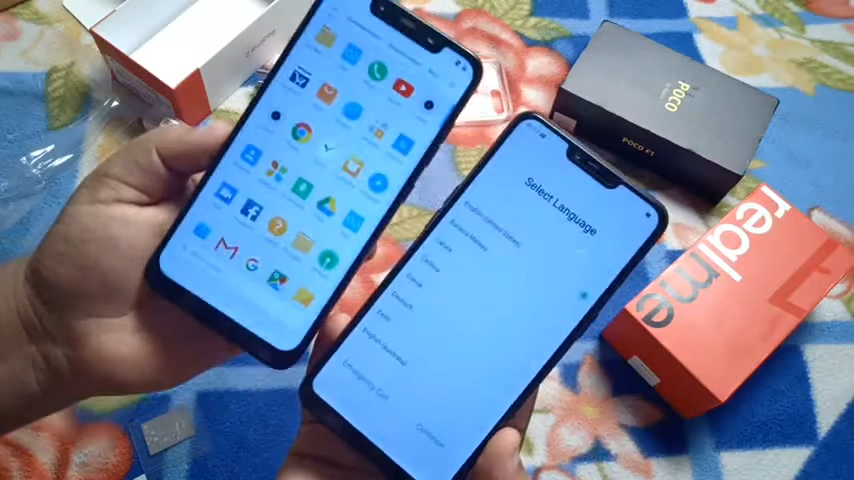 POCO
POCO F1
realme
Select Language
English (United States)
Bahasa Melayu
Català
Čeština
Dansk
Deutsch
Eesti
English (Australia)
Emergency Call
Continue